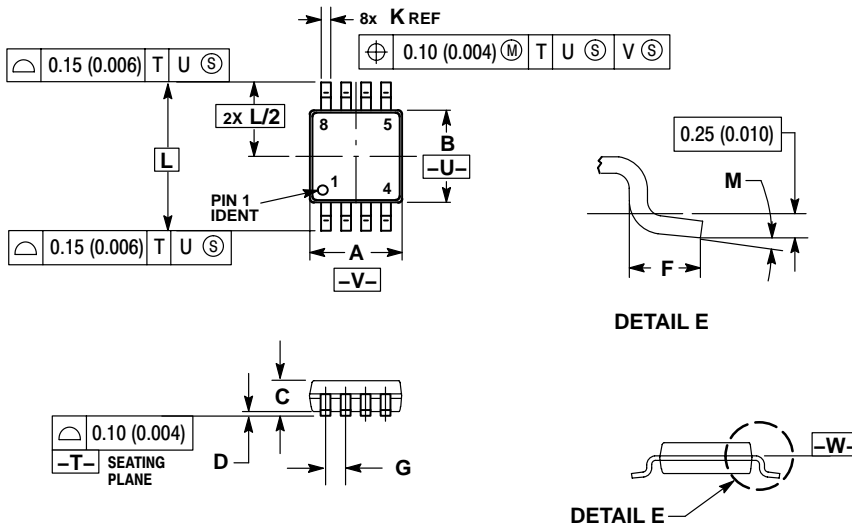 8x K REF
⌖ 0.10 (0.004) Ⓜ T U Ⓢ V Ⓢ
⌓ 0.15 (0.006) T U Ⓢ
2X L/2
8 5
B
–U–
L
PIN 1
IDENT
1
4
⌓ 0.15 (0.006) T U Ⓢ
A
–V–
0.25 (0.010)
M
F
DETAIL E
C
⌓ 0.10 (0.004)
–T– SEATING
PLANE
D
G
–W–
DETAIL E